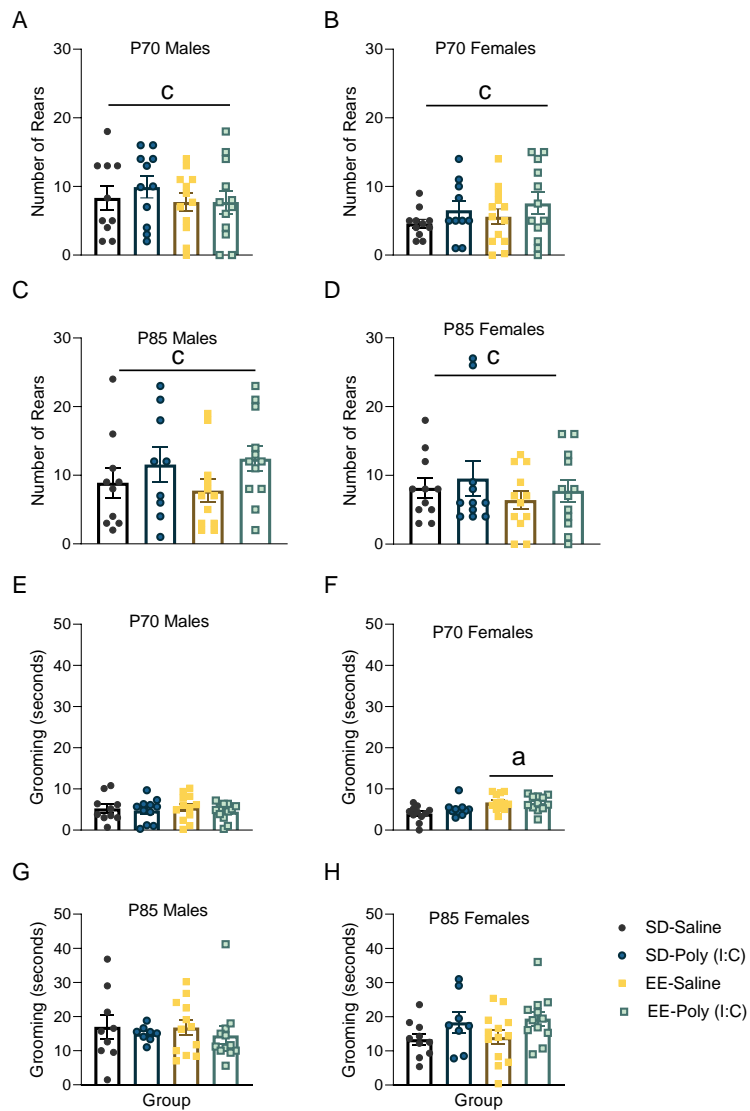 A
P70 Males
Number of Rears
30
20
10
0
c
B
P70 Females
Number of Rears
30
20
10
0
c
C
P85 Males
Number of Rears
30
20
10
0
c
D
P85 Females
Number of Rears
30
20
10
0
c
E
P70 Males
Grooming (seconds)
50
40
30
20
10
0
F
P70 Females
Grooming (seconds)
50
40
30
20
10
0
a
G
P85 Males
Grooming (seconds)
50
40
30
20
10
0
Group
H
P85 Females
Grooming (seconds)
50
40
30
20
10
0
Group
SD-Saline
SD-Poly (I:C)
EE-Saline
EE-Poly (I:C)